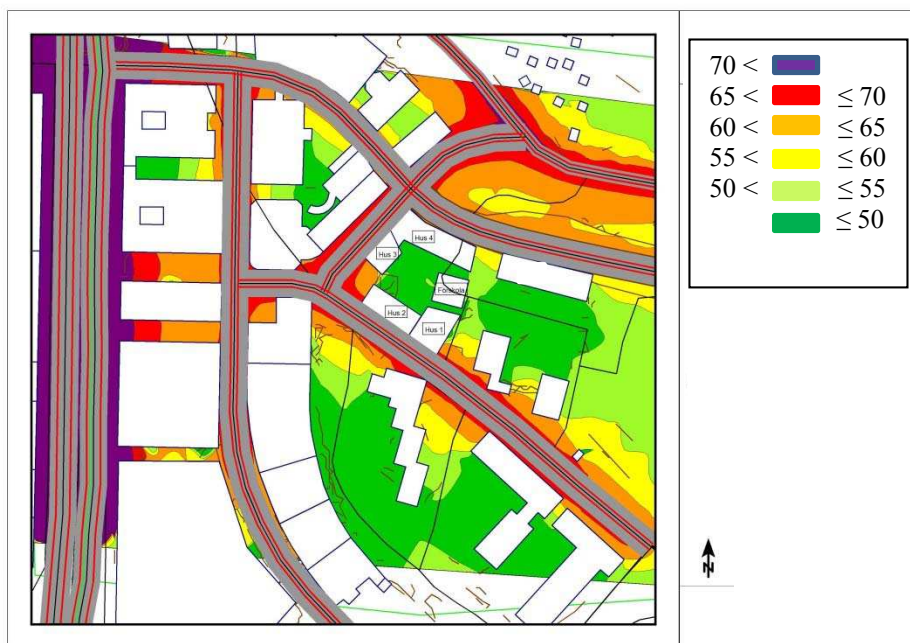 70 <
65 < ≤ 70
60 < ≤ 65
55 < ≤ 60
50 < ≤ 55
≤ 50
Hus 4
Hus 3
Förskola
Hus 2
Hus 1
N